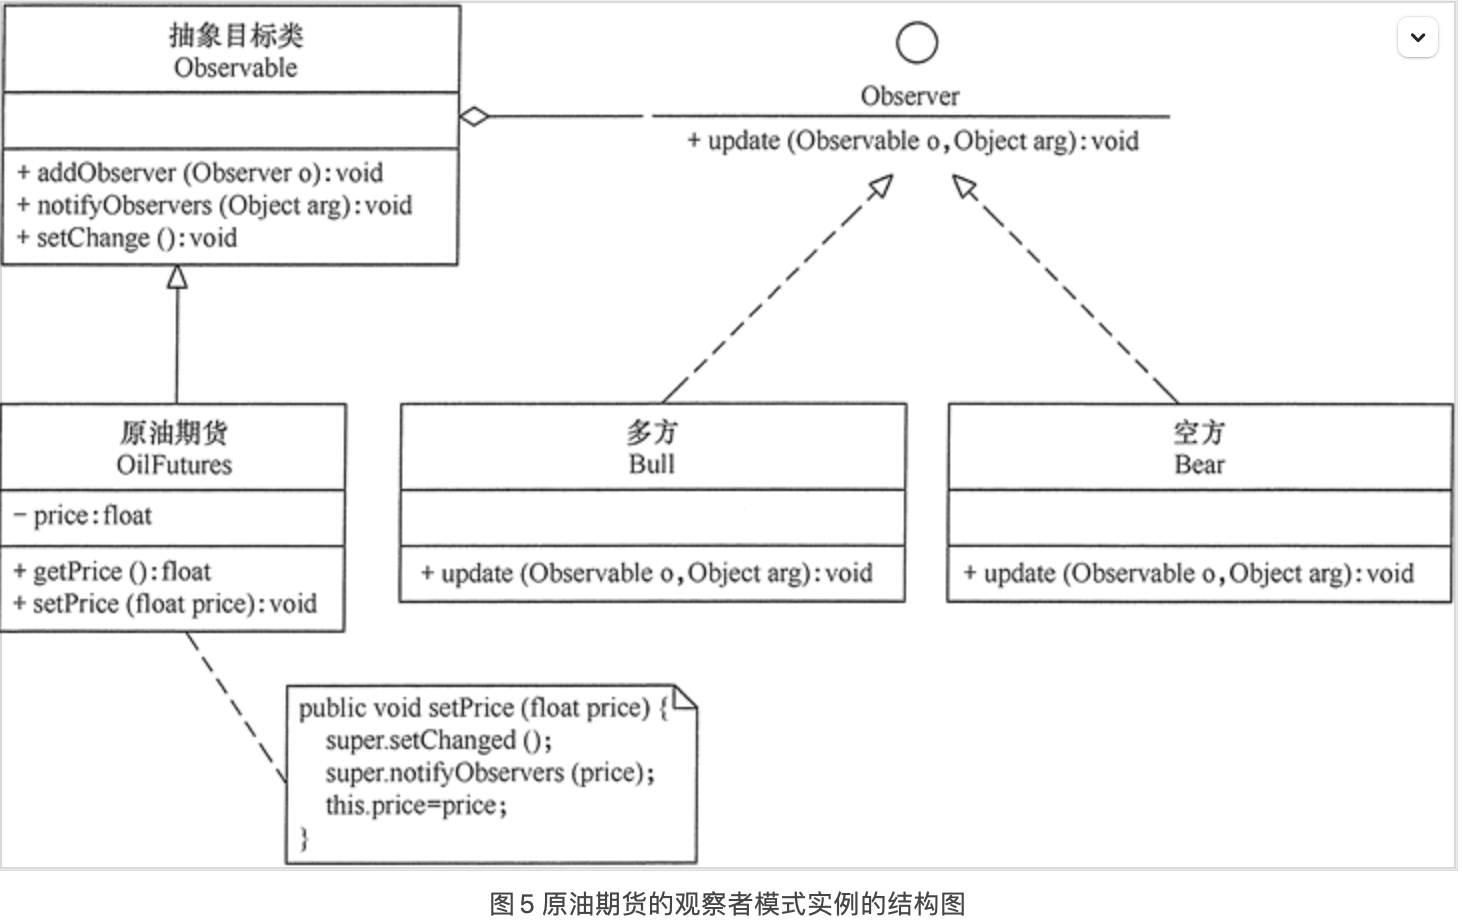 抽象目标类
Observable
+ addObserver (Observer o):void
+ notifyObservers (Object arg):void
+ setChange ():void
Observer
+ update (Observable o,Object arg):void
原油期货
OilFutures
− price:float
+ getPrice ():float
+ setPrice (float price):void
多方
Bull
+ update (Observable o,Object arg):void
空方
Bear
+ update (Observable o,Object arg):void
public void setPrice (float price) {
super.setChanged ();
super.notifyObservers (price);
this.price=price;
}
图 5 原油期货的观察者模式实例的结构图